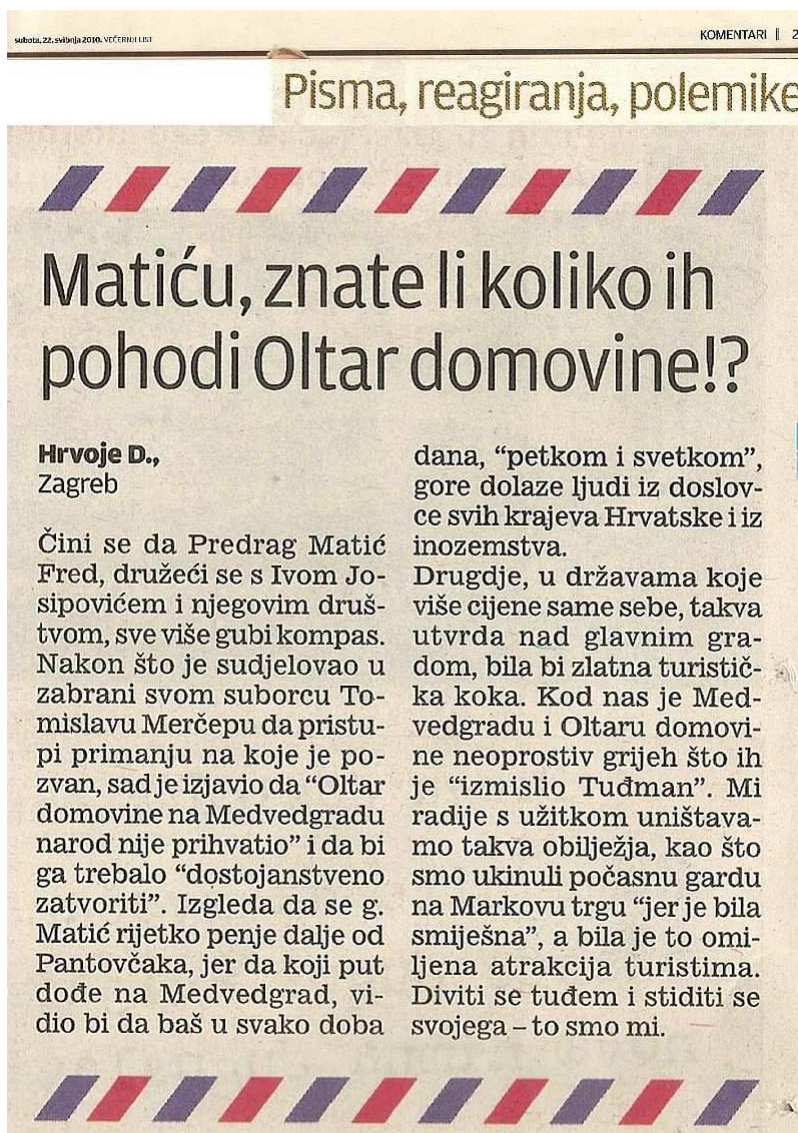 subota, 22. svibnja 2010. VEČERNJI LIST
KOMENTARI || 2
Pisma, reagiranja, polemike
Matiću, znate li koliko ih
pohodi Oltar domovine!?
Hrvoje D.,
Zagreb
Čini se da Predrag Matić
Fred, družeći se s Ivom Jo-
sipovićem i njegovim druš-
tvom, sve više gubi kompas.
Nakon što je sudjelovao u
zabrani svom suborcu To-
mislavu Merčepu da pristu-
pi primanju na koje je po-
zvan, sad je izjavio da “Oltar
domovine na Medvedgradu
narod nije prihvatio” i da bi
ga trebalo “dostojanstveno
zatvoriti”. Izgleda da se g.
Matić rijetko penje dalje od
Pantovčaka, jer da koji put
dođe na Medvedgrad, vi-
dio bi da baš u svako doba
dana, “petkom i svetkom”,
gore dolaze ljudi iz doslov-
ce svih krajeva Hrvatske i iz
inozemstva.
Drugdje, u državama koje
više cijene same sebe, takva
utvrda nad glavnim gra-
dom, bila bi zlatna turistič-
ka koka. Kod nas je Med-
vedgradu i Oltaru domovi-
ne neoprostiv grijeh što ih
je “izmislio Tuđman”. Mi
radije s užitkom uništava-
mo takva obilježja, kao što
smo ukinuli počasnu gardu
na Markovu trgu “jer je bila
smiješna”, a bila je to omi-
ljena atrakcija turistima.
Diviti se tuđem i stiditi se
svojega – to smo mi.